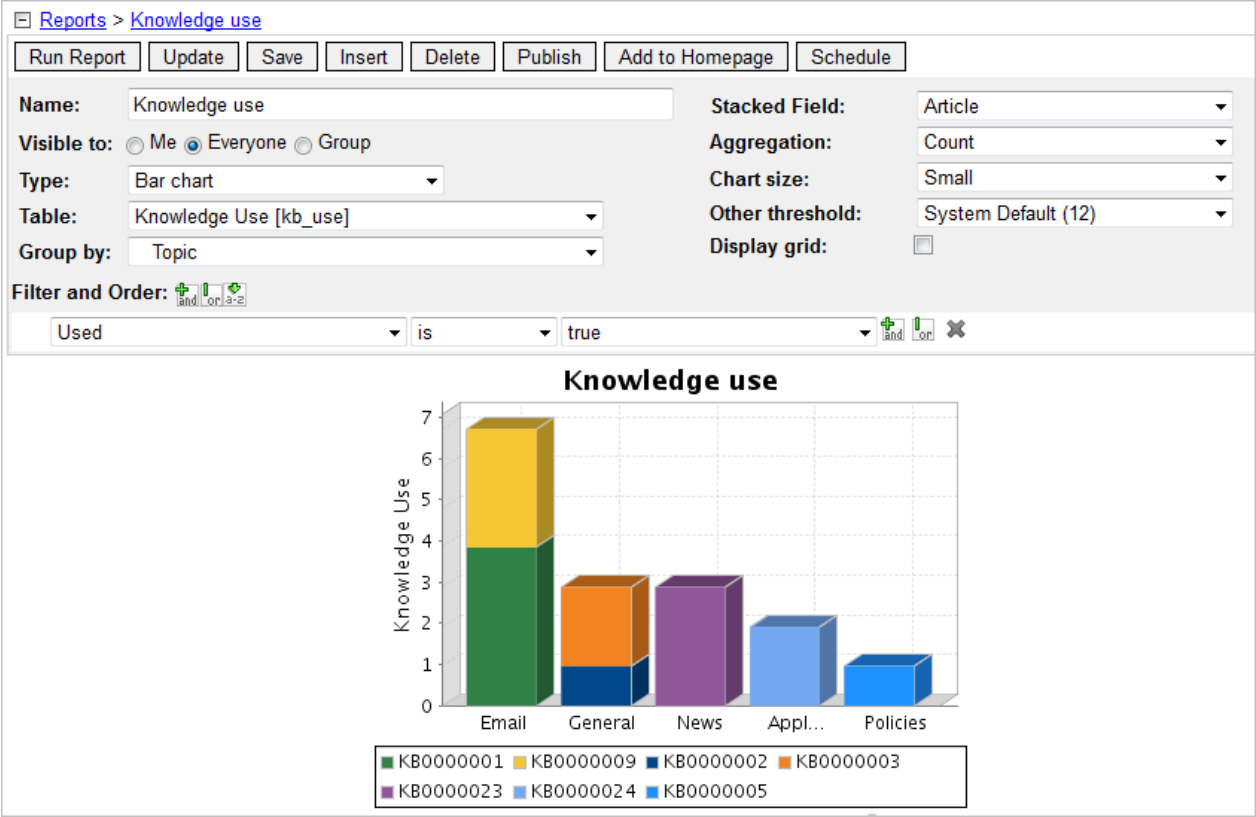 Reports > Knowledge use
Run Report Update Save Insert Delete Publish Add to Homepage Schedule
Name: Knowledge use Stacked Field: Article
Visible to: Me Everyone Group Aggregation: Count
Type: Bar chart Chart size: Small
Table: Knowledge Use [kb_use] Other threshold: System Default (12)
Group by: Topic Display grid:
Filter and Order: and or a-z
Used is true and or
Knowledge use
7
6
5
4
3
2
1
0
Knowledge Use
Email General News Appl... Policies
KB0000001 KB0000009 KB0000002 KB0000003
KB0000023 KB0000024 KB0000005